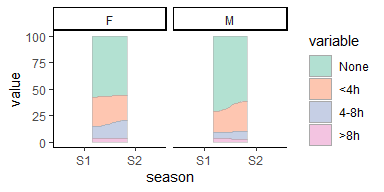 F M
variable
None
<4h
4-8h
>8h
value
100
75
50
25
0
S1 S2 S1 S2
season